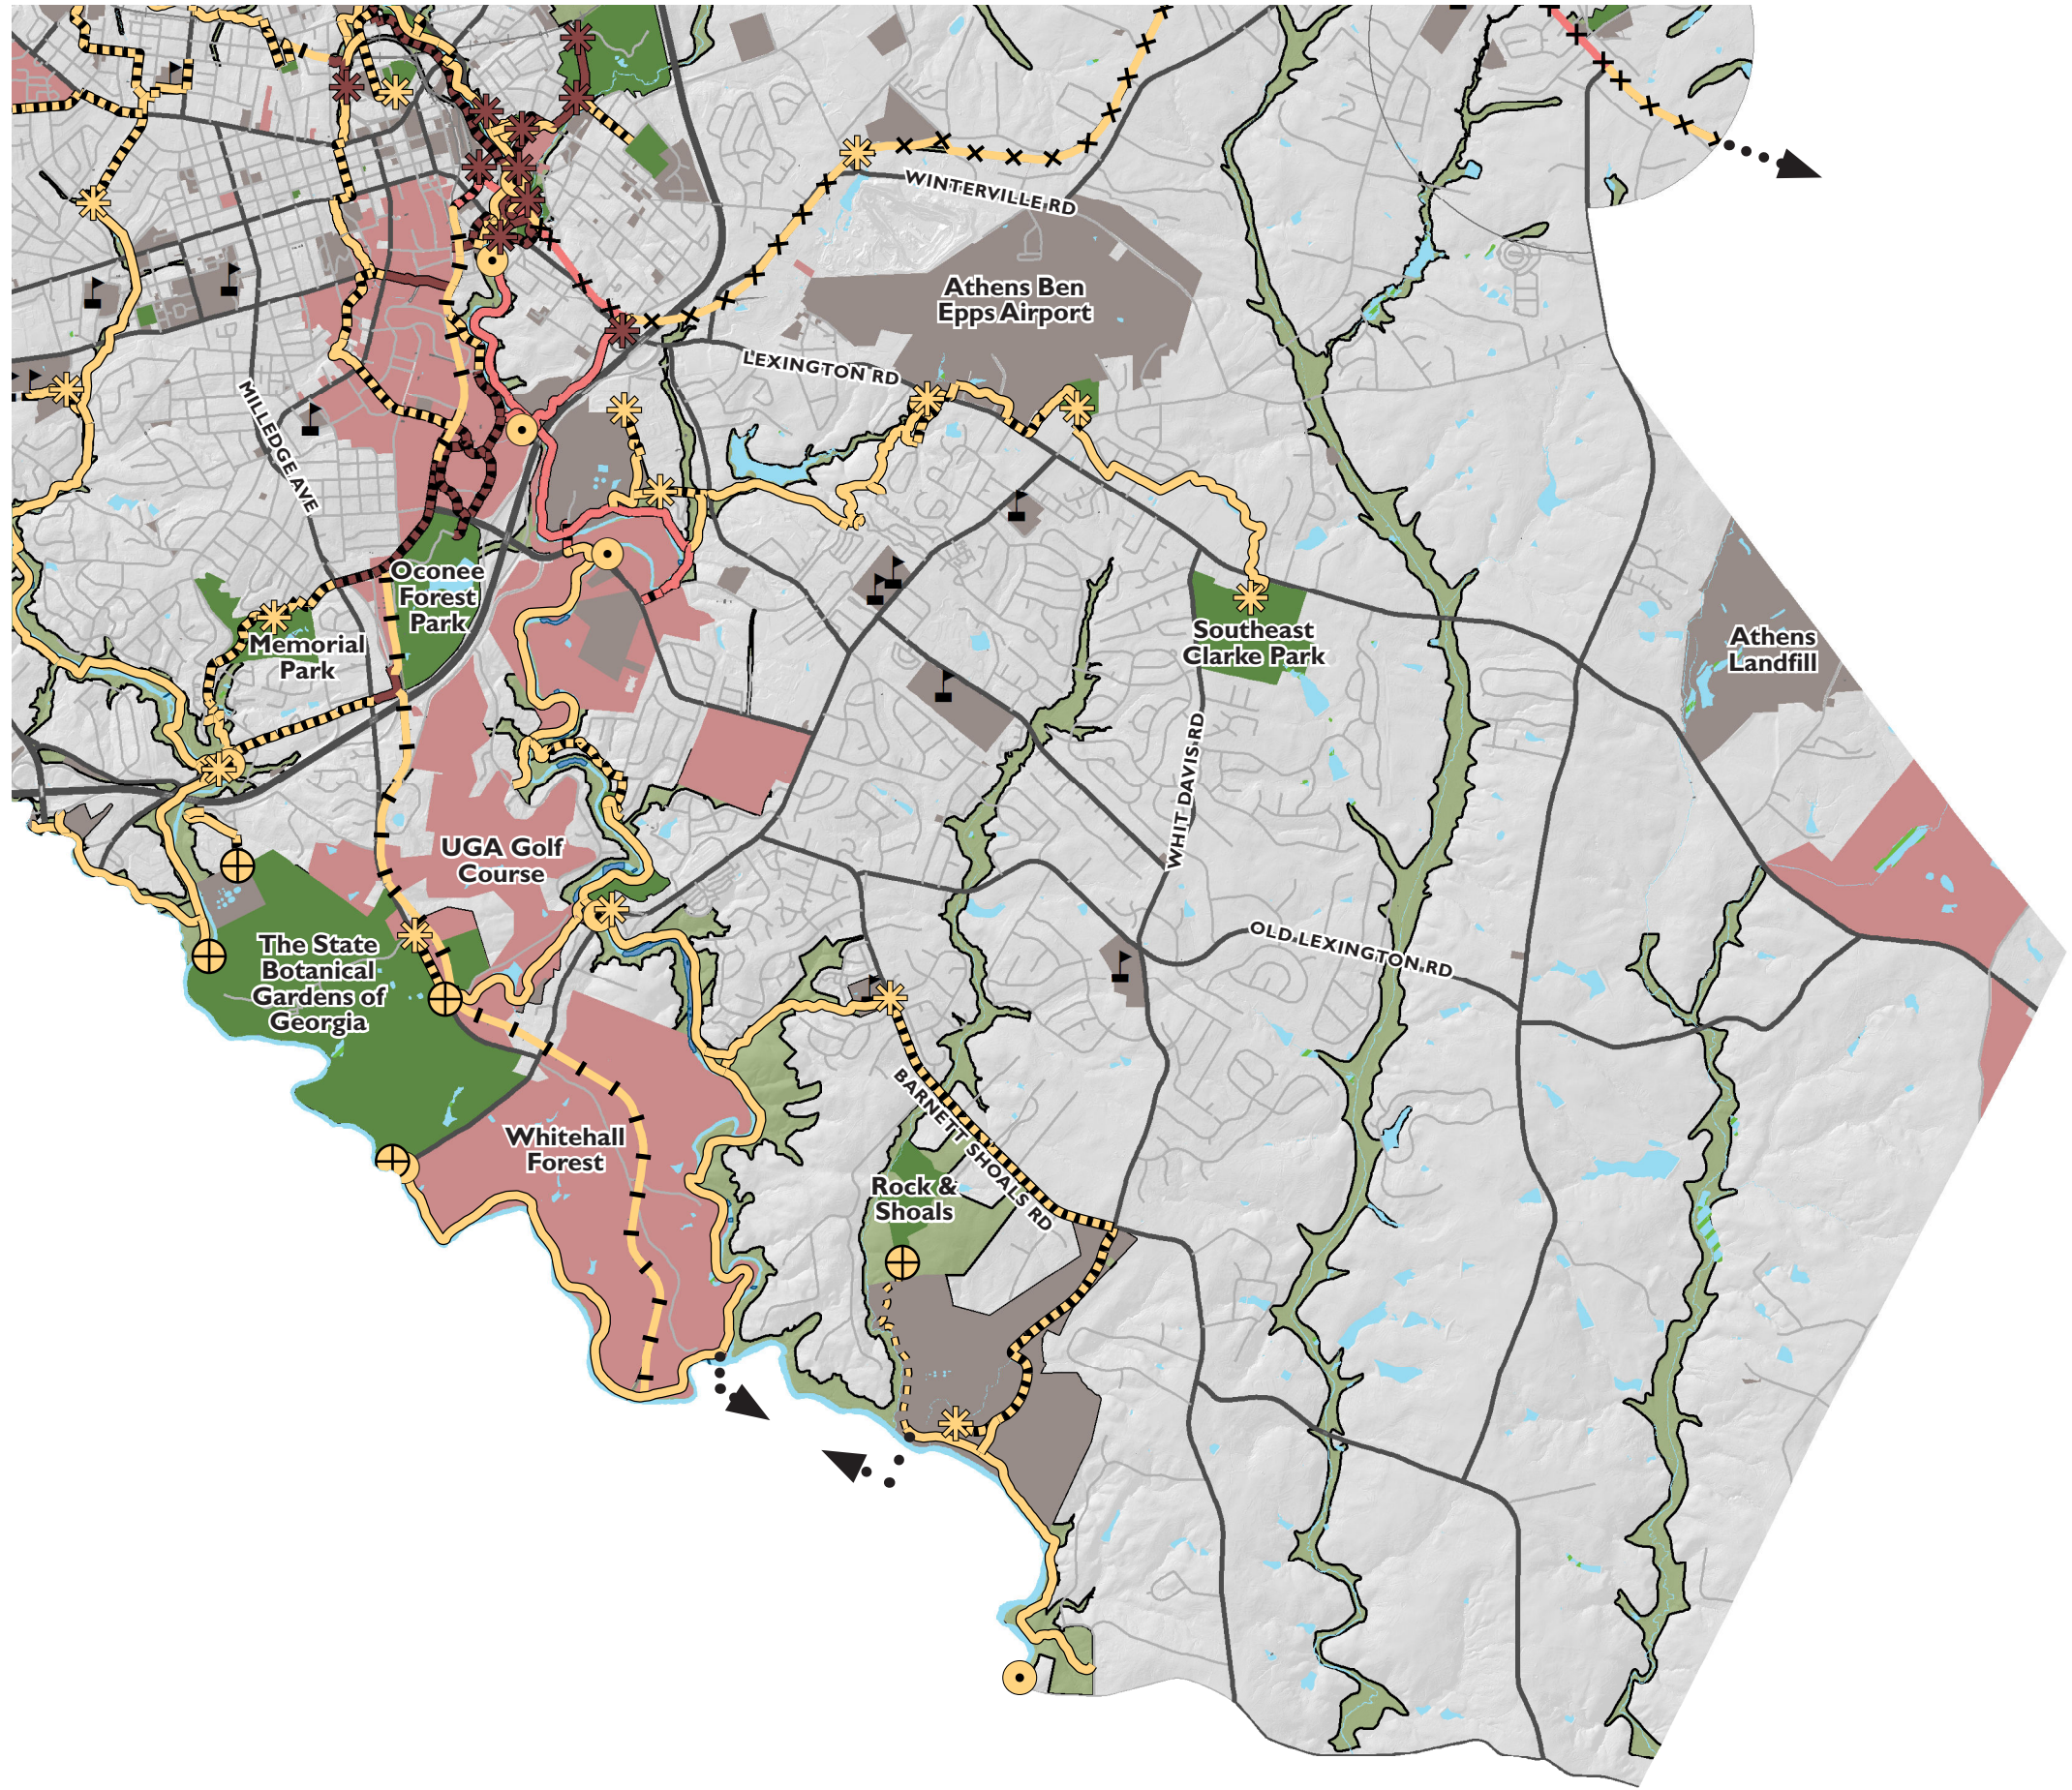 WINTERVILLE RD
Athens Ben
Epps Airport
LEXINGTON RD
MILLEDGE AVE
Oconee
Forest
Park
Memorial
Park
Southeast
Clarke Park
Athens
Landfill
WHIT DAVIS RD
UGA Golf
Course
OLD LEXINGTON RD
The State
Botanical
Gardens of
Georgia
BARNETT SHOALS RD
Whitehall
Forest
Rock &
Shoals